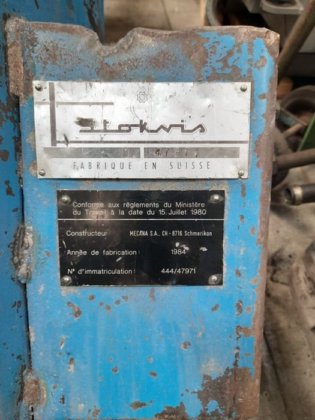 Stokvis
FABRIQUE EN SUISSE
Conforme aux règlements du Ministère
du Travail à la date du 15 Juillet 1980
Constructeur MECANA S.A. CH-8716 Schmerikon
Année de fabrication: 1984
N° d'immatriculation: 444/47971